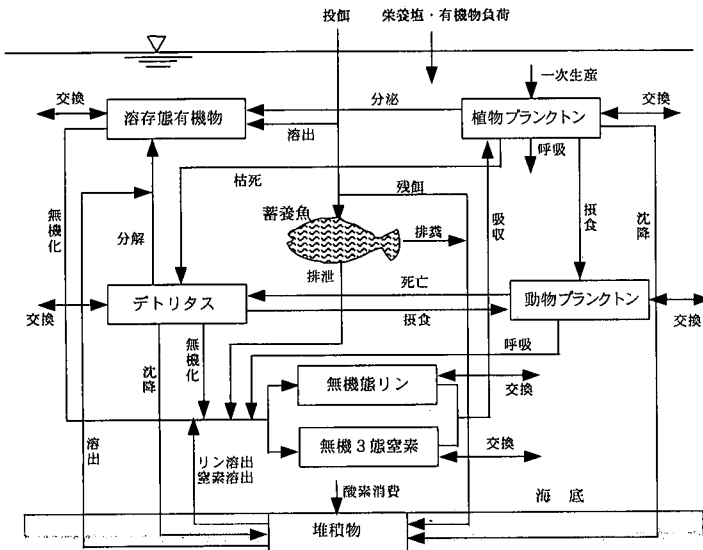 投餌
栄養塩・有機物負荷
一次生産
交換
溶存態有機物
分泌
溶出
植物プランクトン
交換
呼吸
枯死
残餌
無機化
分解
蓄養魚
排糞
吸収
摂食
沈降
排泄
デトリタス
死亡
摂食
動物プランクトン
交換
交換
無機化
沈降
呼吸
無機態リン
交換
無機3態窒素
交換
溶出
リン溶出
窒素溶出
酸素消費
海底
堆積物